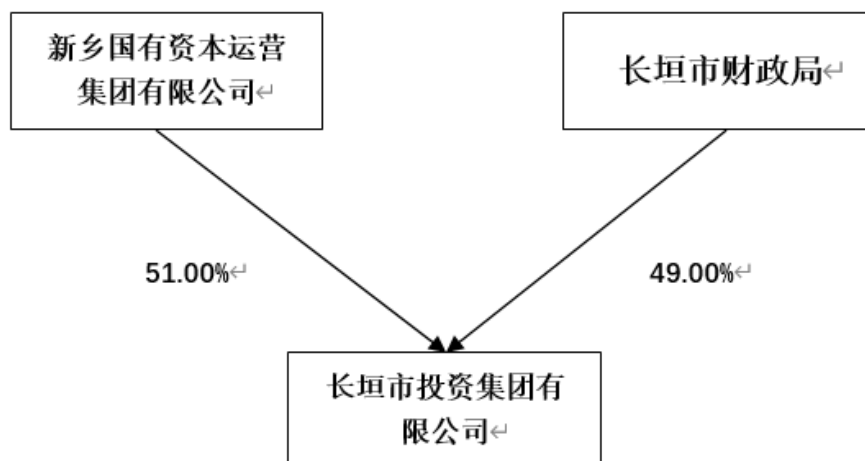 新乡国有资本运营
集团有限公司
长垣市财政局
51.00%
49.00%
长垣市投资集团有
限公司